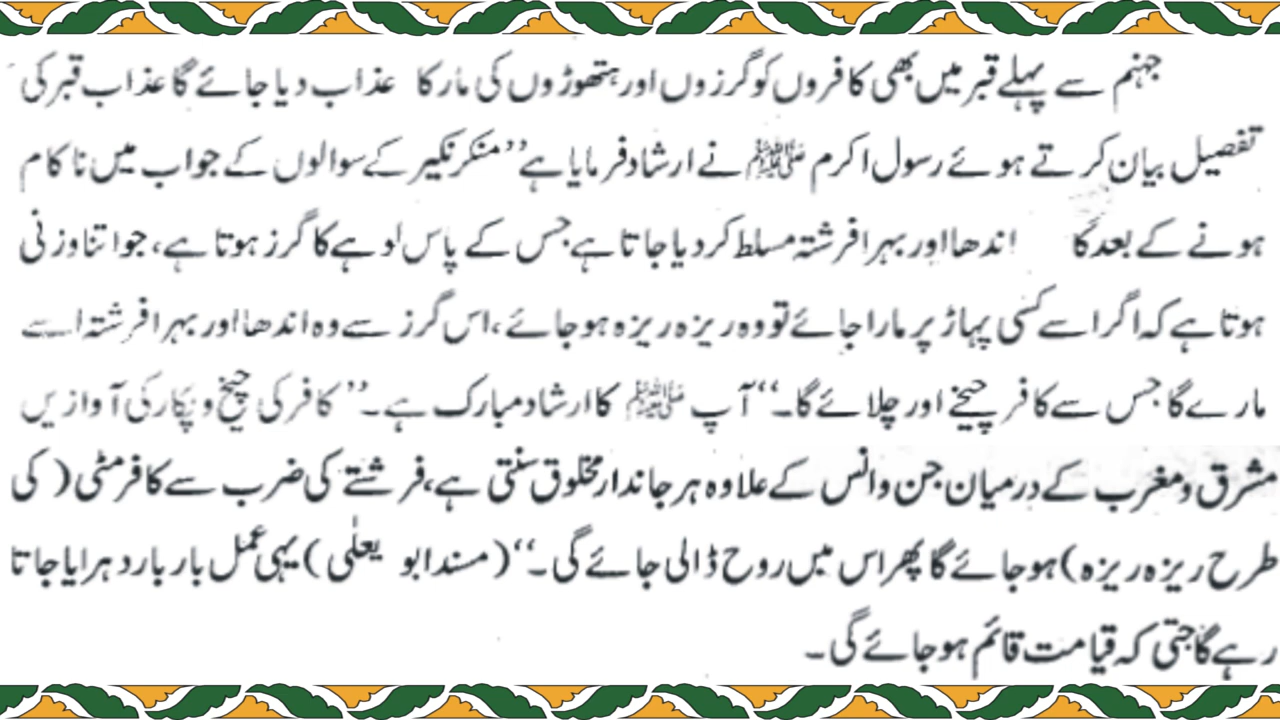 جہنم سے پہلے قبر میں بھی کافروں کو گرزوں اور ہتھوڑوں کی مار کا عذاب دیا جائے گا عذاب قبر کی
تفصیل بیان کرتے ہوئے رسول اکرم ﷺ نے ارشاد فرمایا ہے ’’منکر نکیر کے سوالوں کے جواب میں ناکام
ہونے کے بعد کا اندھا اور بہرا فرشتہ مسلط کر دیا جاتا ہے جس کے پاس لوہے کا گرز ہوتا ہے، جو اتنا وزنی
ہوتا ہے کہ اگر اسے کسی پہاڑ پر مارا جائے تو وہ ریزہ ریزہ ہو جائے، اس گرز سے وہ اندھا اور بہرا فرشتہ اسے
مارے گا جس سے کافر چیخے اور چلائے گا۔‘‘ آپ ﷺ کا ارشاد مبارک ہے۔’’ کافر کی چیخ و پکار کی آوازیں
مشرق ومغرب کے درمیان جن وانس کے علاوہ ہر جاندار مخلوق سنتی ہے، فرشتے کی ضرب سے کافر مٹی (کی
طرح ریزہ ریزہ) ہو جائے گا پھر اس میں روح ڈالی جائے گی۔‘‘ (مسند ابو یعلٰی) یہی عمل بار بار دہرایا جاتا
رہے گا حتی کہ قیامت قائم ہو جائے گی۔